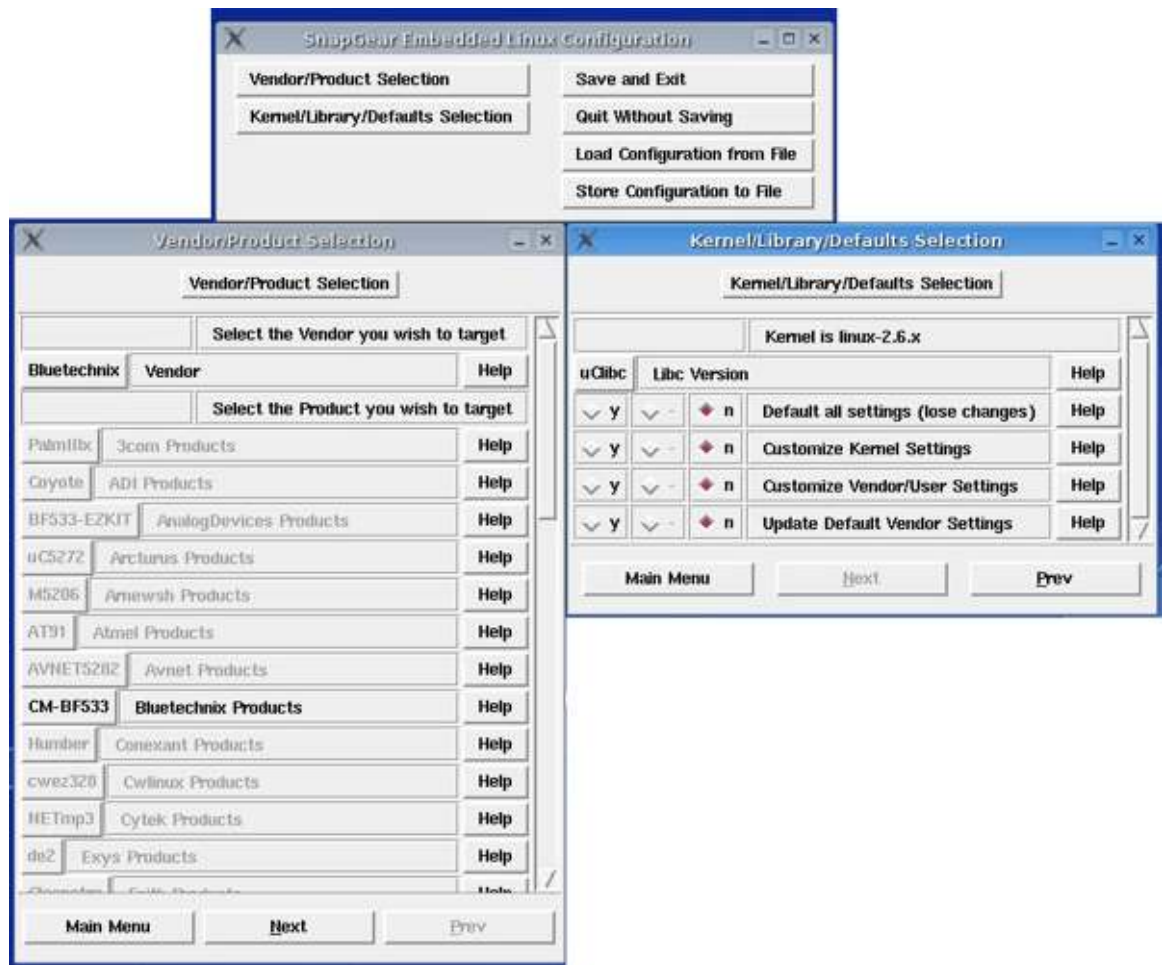 SnapGear Embedded Linux Configuration
Vendor/Product Selection
Save and Exit
Kernel/Library/Defaults Selection
Quit Without Saving
Load Configuration from File
Store Configuration to File
Vendor/Product Selection
Vendor/Product Selection
Select the Vendor you wish to target
Bluetechnix Vendor Help
Select the Product you wish to target
PalmIIIx 3com Products Help
Coyote ADI Products Help
BF533-EZKIT AnalogDevices Products Help
uC5272 Arcturus Products Help
M5206 Arnewsh Products Help
AT91 Atmel Products Help
AVNET5282 Avnet Products Help
CM-BF533 Bluetechnix Products Help
Humber Conexant Products Help
cwez328 Cwlinux Products Help
NETmp3 Cytek Products Help
de2 Exys Products Help
Main Menu Next Prev
Kernel/Library/Defaults Selection
Kernel/Library/Defaults Selection
Kernel is linux-2.6.x
uClibc Libc Version Help
y - n Default all settings (lose changes) Help
y - n Customize Kernel Settings Help
y - n Customize Vendor/User Settings Help
y - n Update Default Vendor Settings Help
Main Menu Next Prev